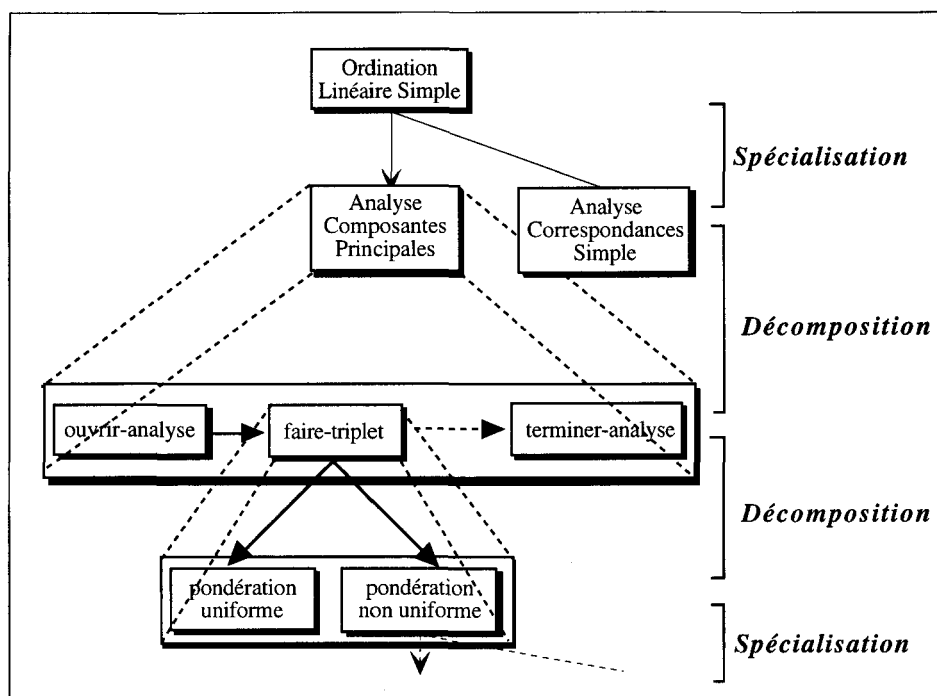 Ordination
Linéaire Simple
Spécialisation
Analyse
Composantes
Principales
Analyse
Correspondances
Simple
Décomposition
ouvrir-analyse
faire-triplet
terminer-analyse
Décomposition
pondération
uniforme
pondération
non uniforme
Spécialisation